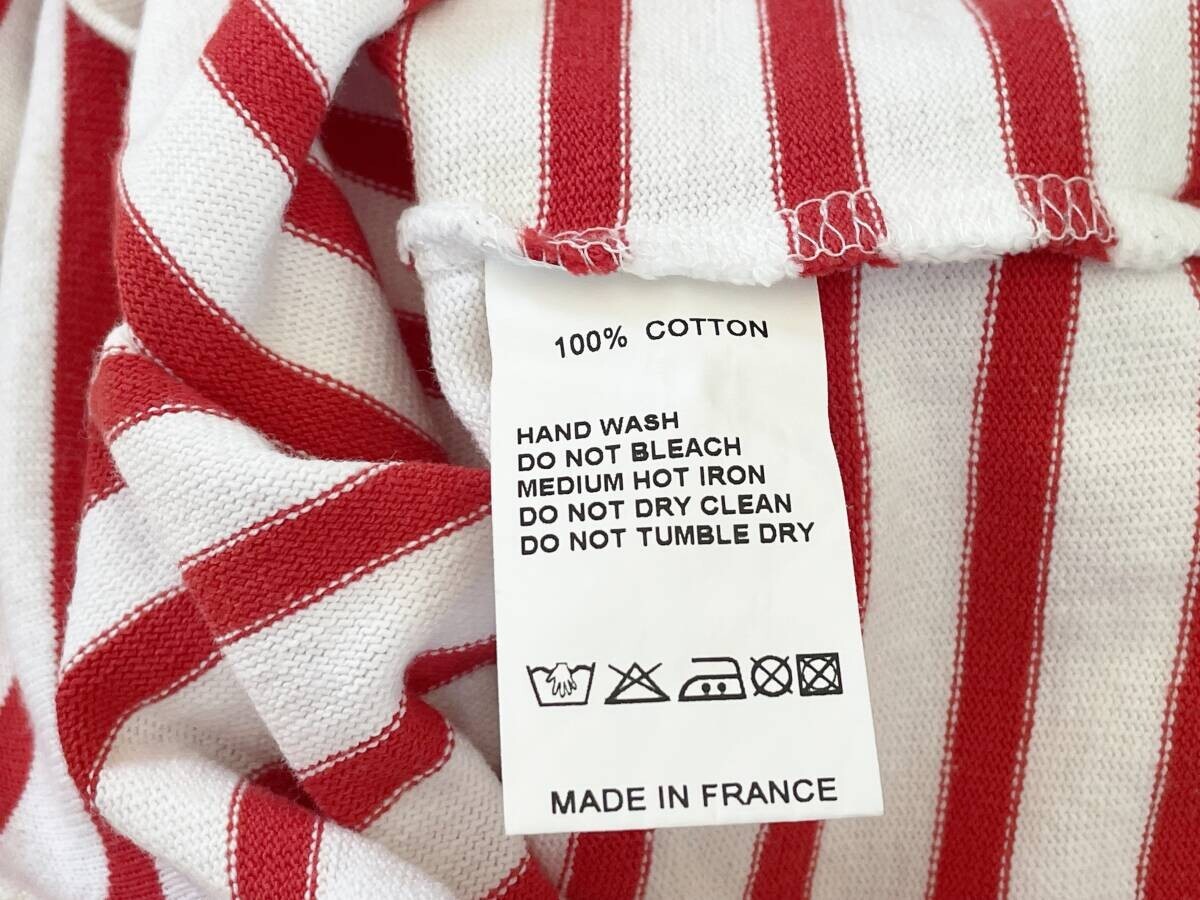 100% COTTON
HAND WASH
DO NOT BLEACH
MEDIUM HOT IRON
DO NOT DRY CLEAN
DO NOT TUMBLE DRY
MADE IN FRANCE